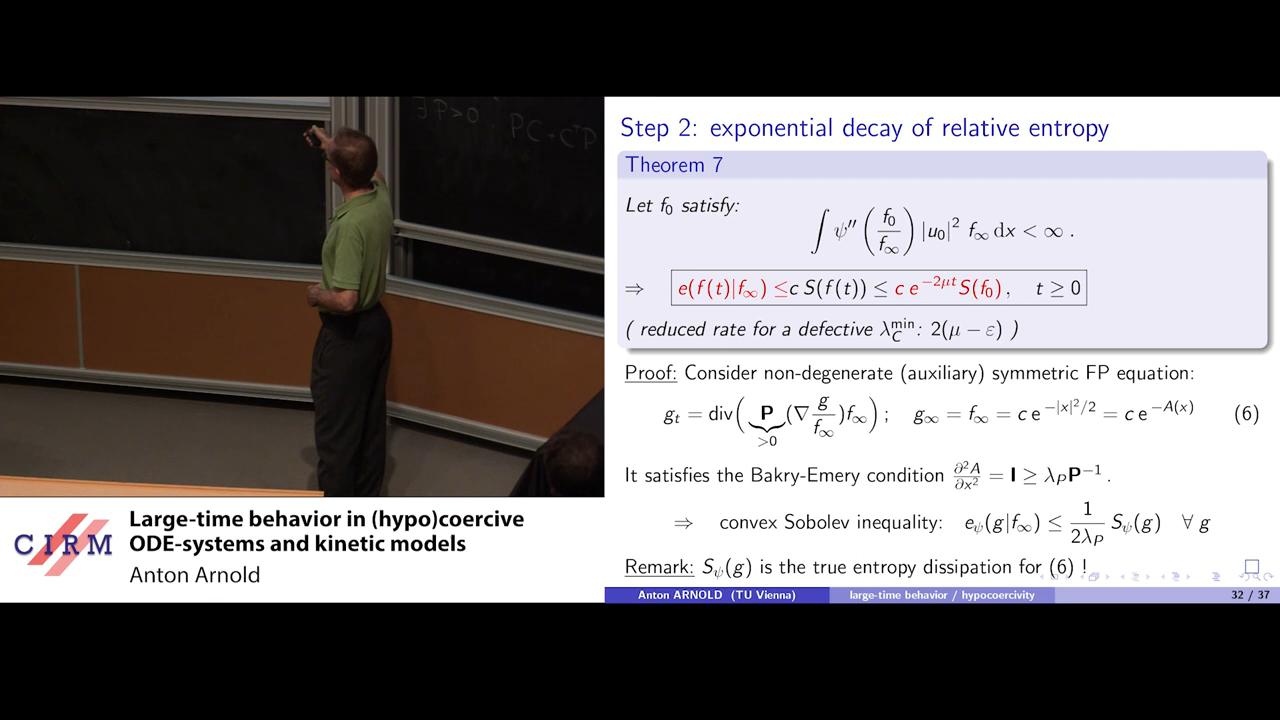 ∃ P>0
PC + CᵀP
Step 2: exponential decay of relative entropy
Theorem 7
Let f₀ satisfy:
∫ ψ'' (f₀/f∞) |u₀|² f∞ dx < ∞ .
⇒ e(f(t)|f∞) ≤ c S(f(t)) ≤ c e^{−2μt} S(f₀) , t ≥ 0
( reduced rate for a defective λ_C^{min}: 2(μ − ε) )
Proof: Consider non-degenerate (auxiliary) symmetric FP equation:
g_t = div( P (∇ g/f∞) f∞ ) ; g∞ = f∞ = c e^{−|x|²/2} = c e^{−A(x)} (6)
>0
It satisfies the Bakry-Emery condition ∂²A/∂x² = I ≥ λ_P P⁻¹ .
⇒ convex Sobolev inequality: e_ψ(g|f∞) ≤ 1/(2λ_P) S_ψ(g) ∀ g
Remark: S_ψ(g) is the true entropy dissipation for (6) !
Anton ARNOLD (TU Vienna) large-time behavior / hypocoercivity 32 / 37
CIRM
Large-time behavior in (hypo)coercive
ODE-systems and kinetic models
Anton Arnold